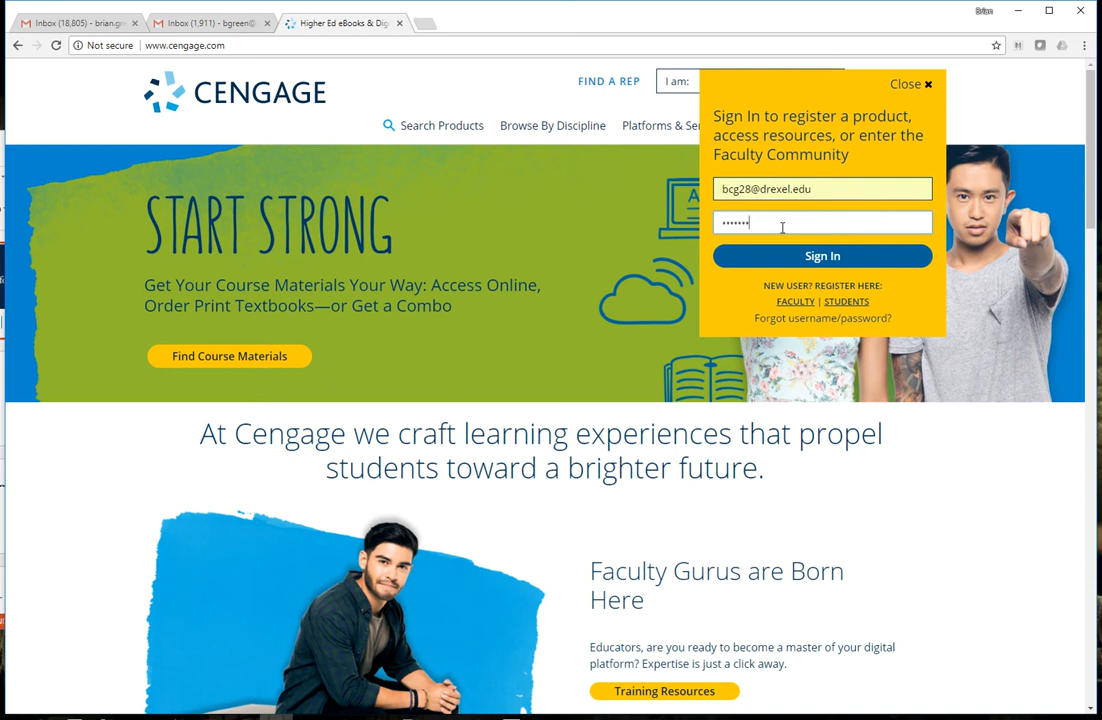 Brian
Inbox (18,805) - brian.gr
Inbox (1,911) - bgreen@
Higher Ed eBooks & Dig
Not secure
www.cengage.com
CENGAGE
FIND A REP
I am:
Search Products
Browse By Discipline
Platforms & Ser
Close ✖
Sign In to register a product,
access resources, or enter the
Faculty Community
bcg28@drexel.edu
•••••••
Sign In
NEW USER? REGISTER HERE:
FACULTY | STUDENTS
Forgot username/password?
START STRONG
Get Your Course Materials Your Way: Access Online,
Order Print Textbooks—or Get a Combo
Find Course Materials
A
At Cengage we craft learning experiences that propel
students toward a brighter future.
Faculty Gurus are Born
Here
Educators, are you ready to become a master of your digital
platform? Expertise is just a click away.
Training Resources